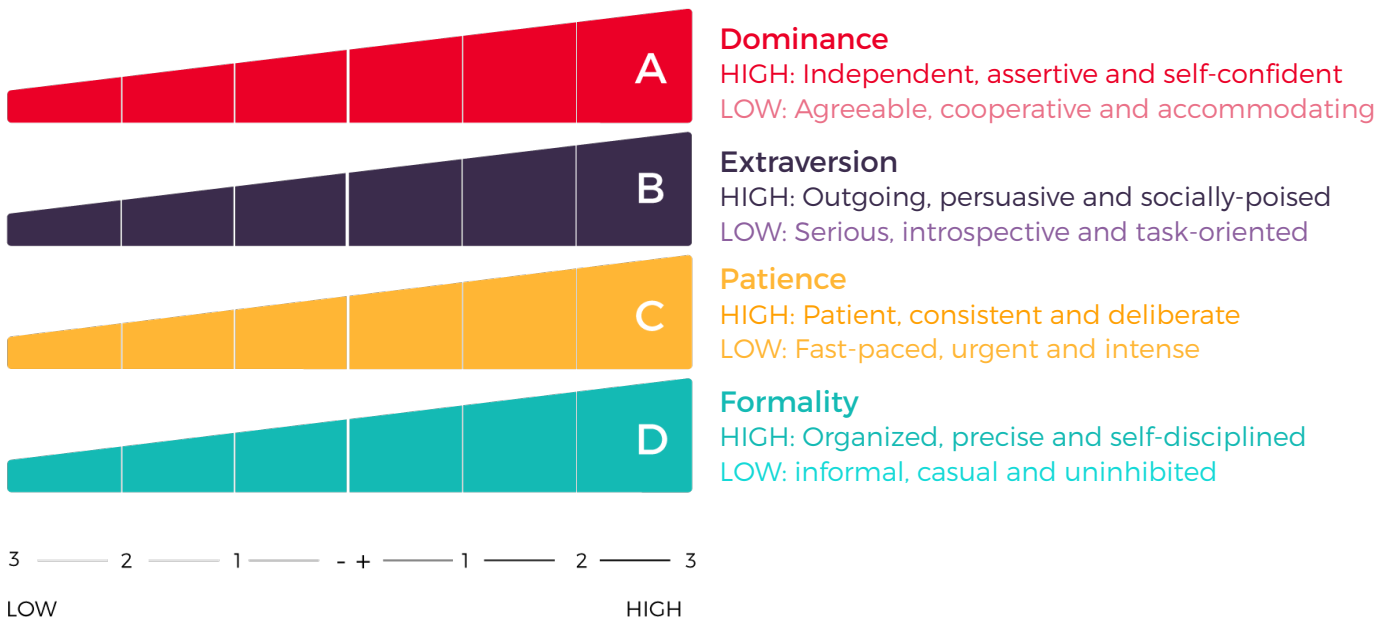 A
Dominance
HIGH: Independent, assertive and self-confident
LOW: Agreeable, cooperative and accommodating
B
Extraversion
HIGH: Outgoing, persuasive and socially-poised
LOW: Serious, introspective and task-oriented
C
Patience
HIGH: Patient, consistent and deliberate
LOW: Fast-paced, urgent and intense
D
Formality
HIGH: Organized, precise and self-disciplined
LOW: informal, casual and uninhibited
3 2 1 - + 1 2 3
LOW HIGH